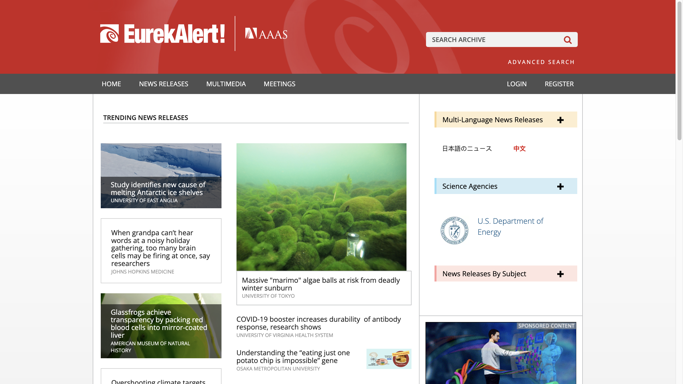 EurekAlert!
AAAS
SEARCH ARCHIVE
ADVANCED SEARCH
HOME
NEWS RELEASES
MULTIMEDIA
MEETINGS
LOGIN
REGISTER
TRENDING NEWS RELEASES
Study identifies new cause of
melting Antarctic ice shelves
UNIVERSITY OF EAST ANGLIA
When grandpa can't hear
words at a noisy holiday
gathering, too many brain
cells may be firing at once, say
researchers
JOHNS HOPKINS MEDICINE
Glassfrogs achieve
transparency by packing red
blood cells into mirror-coated
liver
AMERICAN MUSEUM OF NATURAL
HISTORY
Overshooting climate targets
Massive "marimo" algae balls at risk from deadly
winter sunburn
UNIVERSITY OF TOKYO
COVID-19 booster increases durability of antibody
response, research shows
UNIVERSITY OF VIRGINIA HEALTH SYSTEM
Understanding the "eating just one
potato chip is impossible" gene
OSAKA METROPOLITAN UNIVERSITY
Multi-Language News Releases
日本語のニュース
中文
Science Agencies
U.S. Department of
Energy
News Releases By Subject
SPONSORED CONTENT